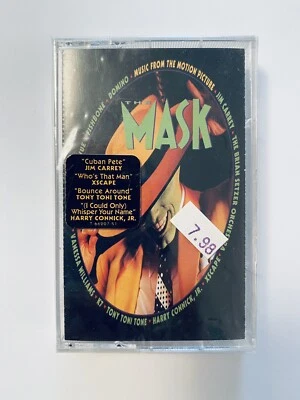 MUSIC FROM THE MOTION PICTURE · JIM CARREY · THE BRIAN SETZER ORCHESTRA
XSCAPE · HARRY CONNICK, JR. · TONY TONI TONE · K7 · VANESSA WILLIAMS
FISHBONE · DOMINO ·
THE
MASK
"Cuban Pete"
JIM CARREY
"Who's That Man"
XSCAPE
"Bounce Around"
TONY TONI TONE
"(I Could Only)
Whisper Your Name"
HARRY CONNICK, JR.
7.98